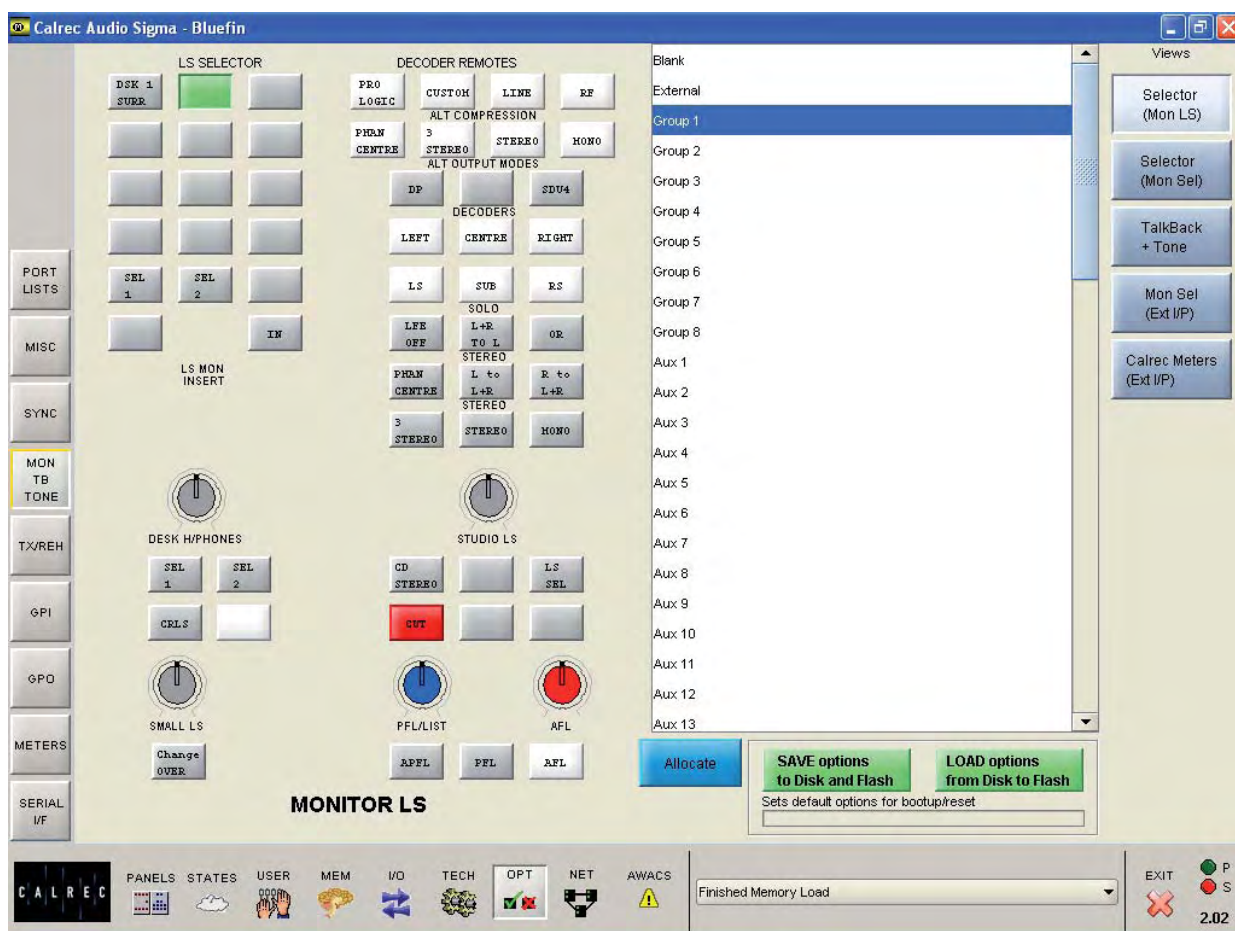 Calrec Audio Sigma - Bluefin
LS SELECTOR
DSK 1
SURR
SEL
1
SEL
2
IN
LS MON
INSERT
DECODER REMOTES
PRO
LOGIC
CUSTOM
LINE
RF
ALT COMPRESSION
PHAN
CENTRE
3
STEREO
STEREO
MONO
ALT OUTPUT MODES
DP
SDU4
DECODERS
LEFT
CENTRE
RIGHT
LS
SUB
RS
SOLO
LFE
OFF
L+R
TO L
OR
STEREO
PHAN
CENTRE
L to
L+R
R to
L+R
STEREO
3
STEREO
STEREO
MONO
DESK H/PHONES
SEL
1
SEL
2
CRLS
STUDIO LS
CD
STEREO
LS
SEL
CUT
SMALL LS
Change
OVER
PFL/LIST
AFL
APFL
PFL
AFL
MONITOR LS
Blank
External
Group 1
Group 2
Group 3
Group 4
Group 5
Group 6
Group 7
Group 8
Aux 1
Aux 2
Aux 3
Aux 4
Aux 5
Aux 6
Aux 7
Aux 8
Aux 9
Aux 10
Aux 11
Aux 12
Aux 13
Allocate
SAVE options
to Disk and Flash
LOAD options
from Disk to Flash
Sets default options for bootup/reset
Views
Selector
(Mon LS)
Selector
(Mon Sel)
TalkBack
+ Tone
Mon Sel
(Ext I/P)
Calrec Meters
(Ext I/P)
PORT
LISTS
MISC
SYNC
MON
TB
TONE
TX/REH
GPI
GPO
METERS
SERIAL
I/F
CALREC
PANELS
STATES
USER
MEM
I/O
TECH
OPT
NET
AWACS
Finished Memory Load
EXIT
P
S
2.02